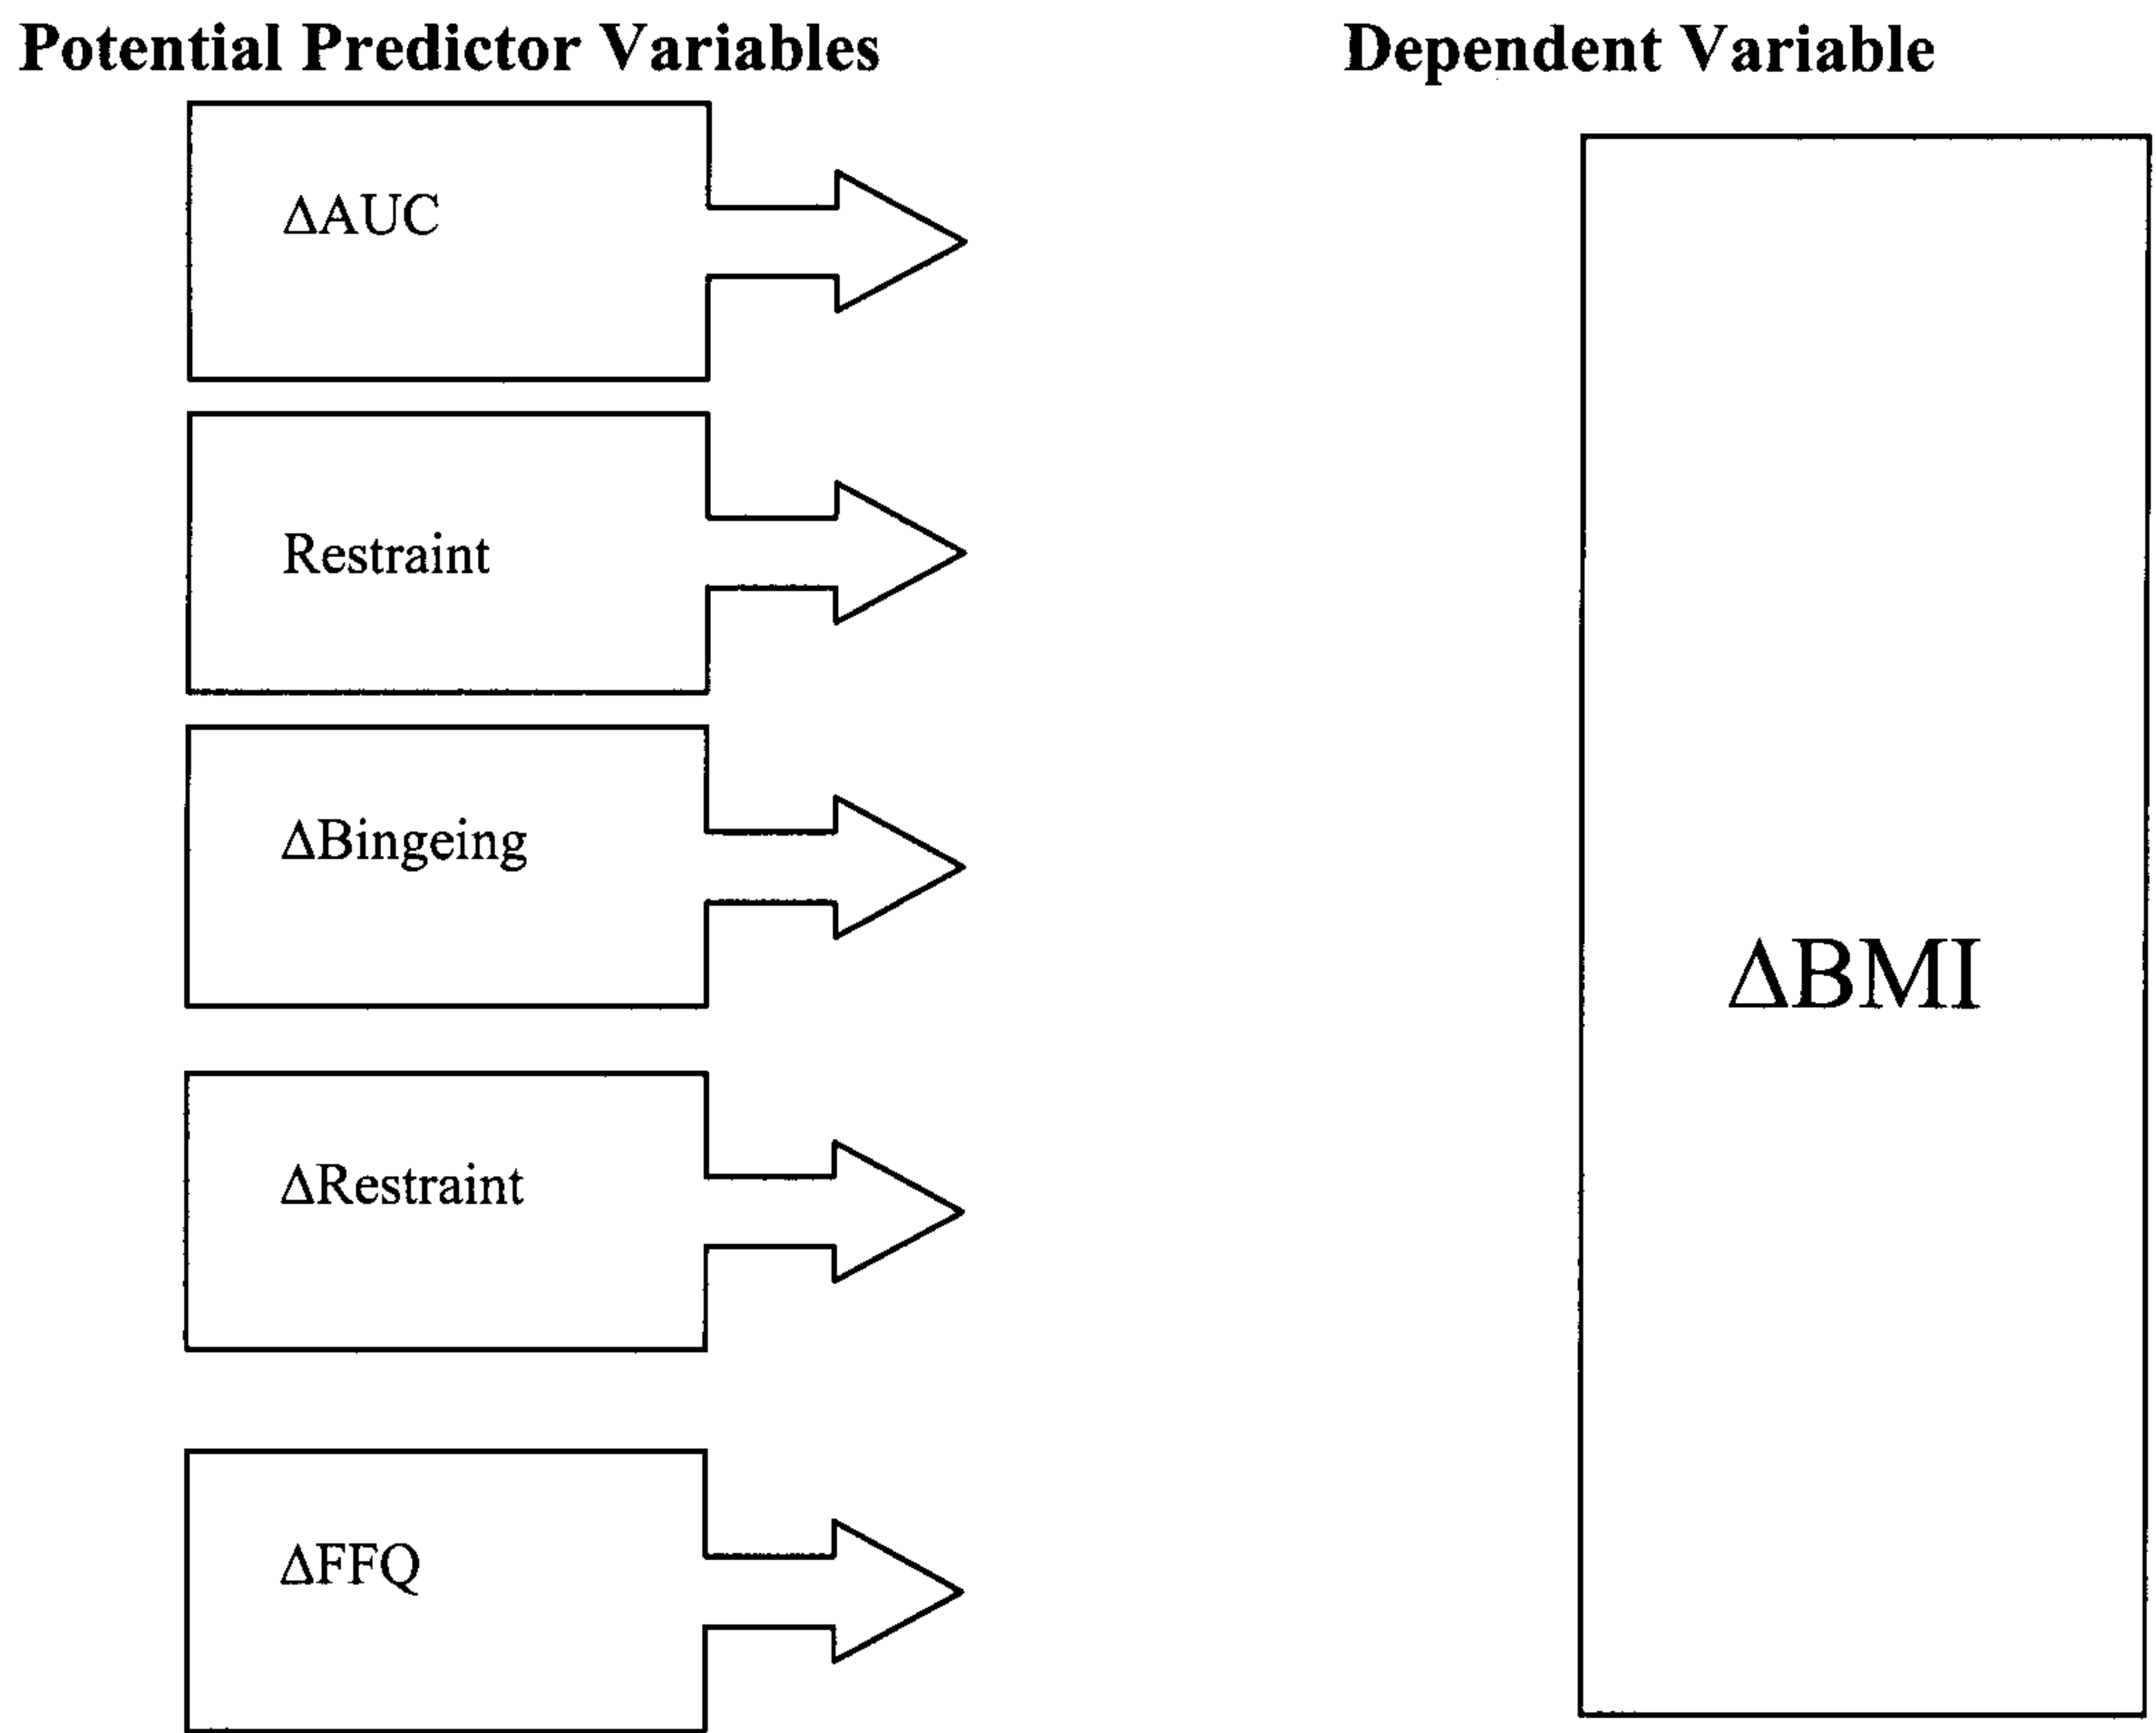 Potential Predictor Variables
Dependent Variable
ΔAUC
Restraint
ΔBingeing
ΔRestraint
ΔFFQ
ΔBMI